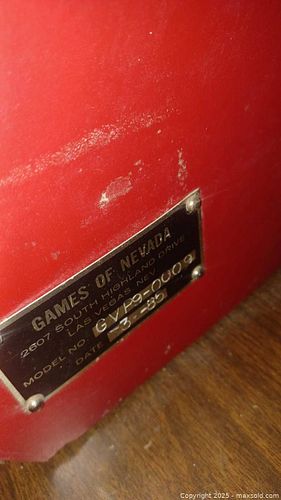 GAMES OF NEVADA
2607 SOUTH HIGHLAND DRIVE
LAS VEGAS, NEV
MODEL NO. GVL9-0009
DATE -3-85
Copyright 2025 - maxsold.com